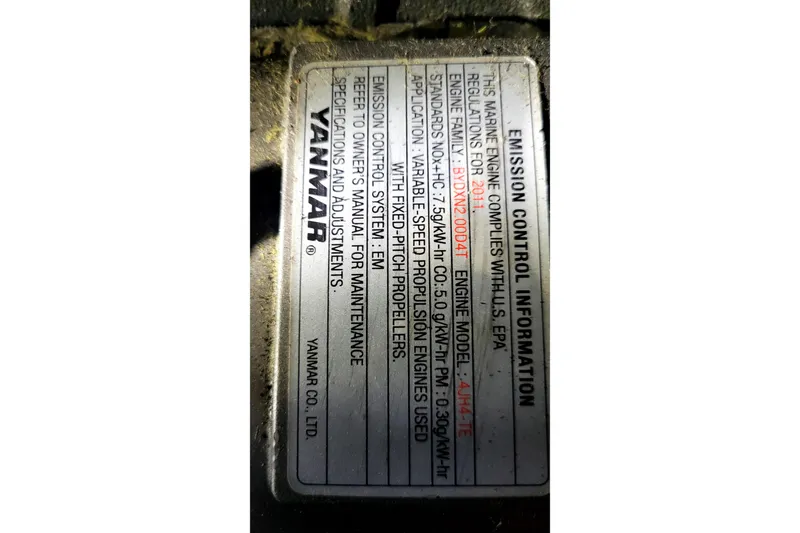 EMISSION CONTROL INFORMATION
THIS MARINE ENGINE COMPLIES WITH U.S. EPA
REGULATIONS FOR 2011.
ENGINE FAMILY : BYDXN2.00D4T ENGINE MODEL : 4JH4-TE
STANDARDS NOx+HC :7.5g/kW-hr CO:5.0 g/kW-hr PM : 0.30g/kW-hr
APPLICATION : VARIABLE-SPEED PROPULSION ENGINES USED
WITH FIXED-PITCH PROPELLERS.
EMISSION CONTROL SYSTEM : EM
REFER TO OWNER'S MANUAL FOR MAINTENANCE
SPECIFICATIONS AND ADJUSTMENTS.
YANMAR® YANMAR CO., LTD.